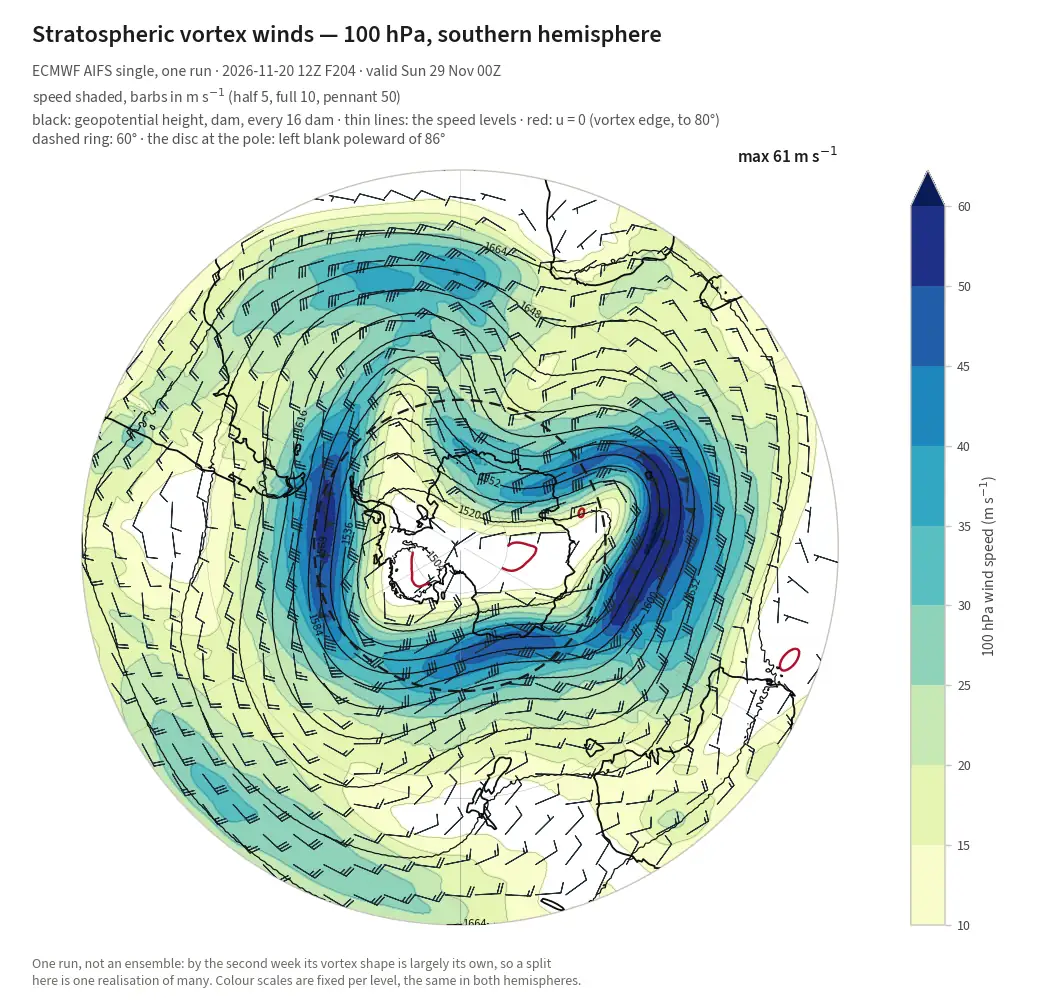 Stratospheric vortex winds — 100 hPa, southern hemisphere
ECMWF AIFS single, one run · 2026-11-20 12Z F204 · valid Sun 29 Nov 00Z
speed shaded, barbs in m s⁻¹ (half 5, full 10, pennant 50)
black: geopotential height, dam, every 16 dam · thin lines: the speed levels · red: u = 0 (vortex edge, to 80°)
dashed ring: 60° · the disc at the pole: left blank poleward of 86°
max 61 m s⁻¹
1664
1648
1616
1552
1520
1536
1504
1584
1600
1632
1664
0
0
60
50
45
40
35
30
25
20
15
10
100 hPa wind speed (m s⁻¹)
One run, not an ensemble: by the second week its vortex shape is largely its own, so a split
here is one realisation of many. Colour scales are fixed per level, the same in both hemispheres.